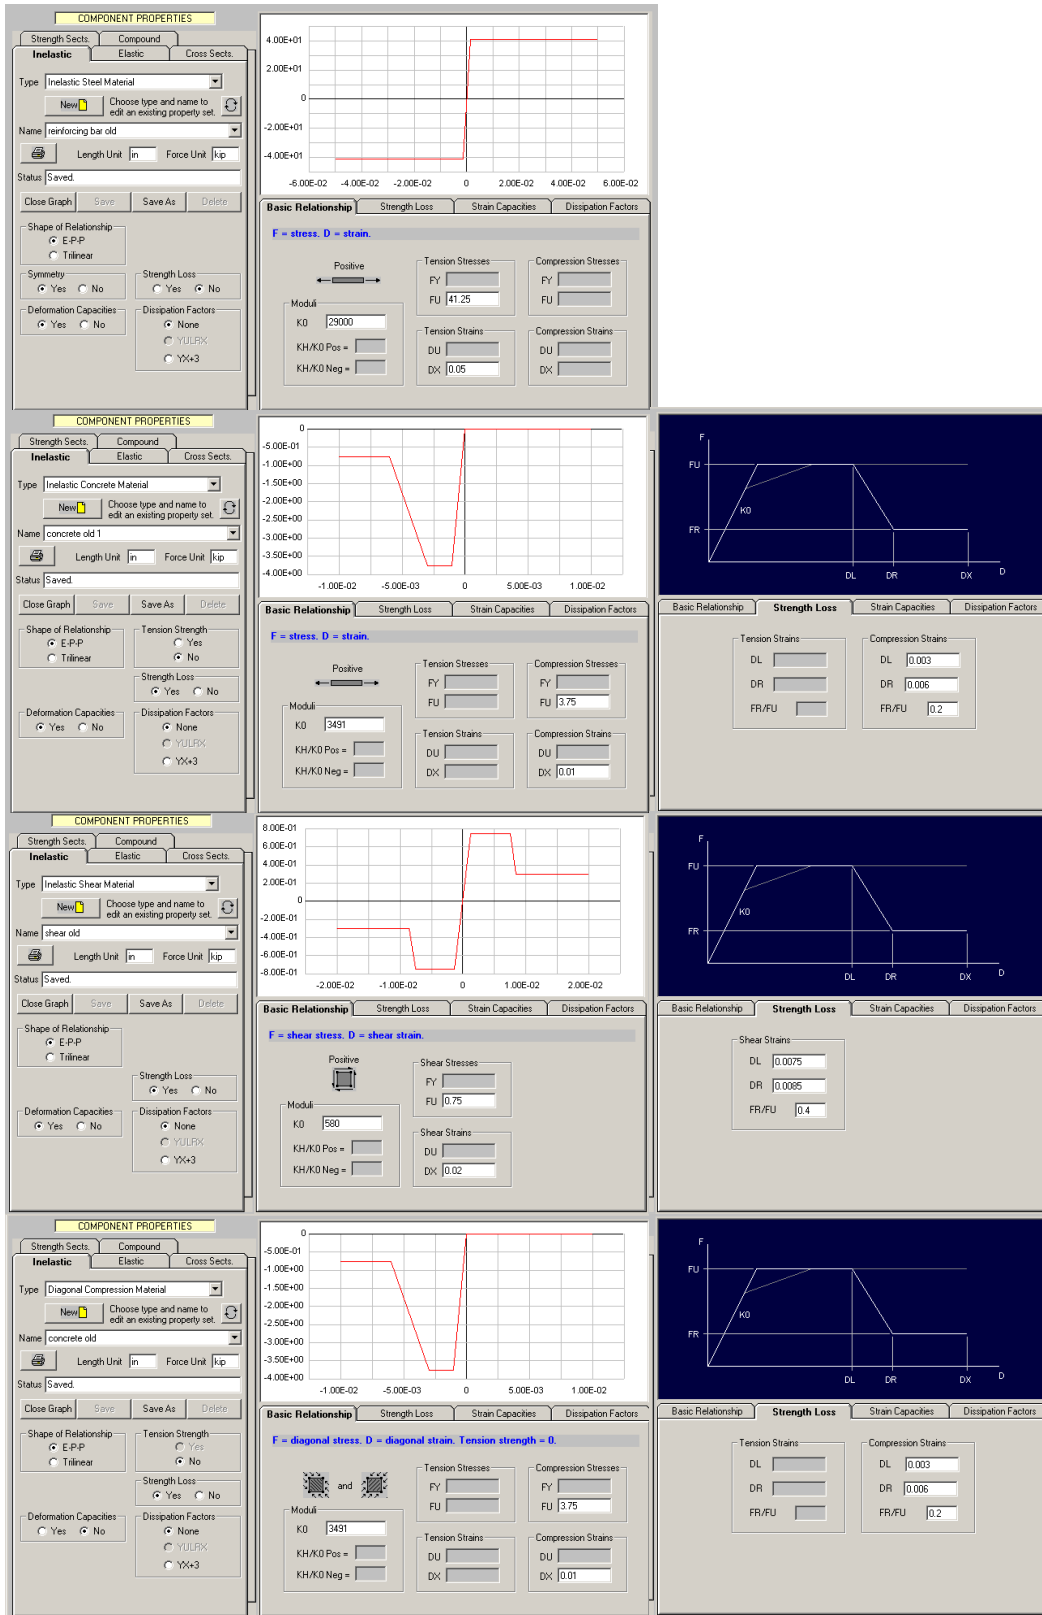 COMPONENT PROPERTIES
Strength Sects. Compound
Inelastic Elastic Cross Sects.
Type Inelastic Steel Material
New Choose type and name to
edit an existing property set.
Name reinforcing bar old
Length Unit in Force Unit kip
Status Saved.
Close Graph Save Save As Delete
Shape of Relationship
E-P-P
Trilinear
Symmetry Strength Loss
Yes No Yes No
Deformation Capacities Dissipation Factors
Yes No None
YULRX
YX+3
4.00E+01
2.00E+01
0
-2.00E+01
-4.00E+01
-6.00E-02 -4.00E-02 -2.00E-02 0 2.00E-02 4.00E-02 6.00E-02
Basic Relationship Strength Loss Strain Capacities Dissipation Factors
F = stress. D = strain.
Positive
Tension Stresses Compression Stresses
FY FY
FU 41.25 FU
Moduli
K0 29000
KH/K0 Pos =
KH/K0 Neg =
Tension Strains Compression Strains
DU DU
DX 0.05 DX
COMPONENT PROPERTIES
Strength Sects. Compound
Inelastic Elastic Cross Sects.
Type Inelastic Concrete Material
New Choose type and name to
edit an existing property set.
Name concrete old 1
Length Unit in Force Unit kip
Status Saved.
Close Graph Save Save As Delete
Shape of Relationship Tension Strength
E-P-P Yes
Trilinear No
Strength Loss
Yes No
Deformation Capacities Dissipation Factors
Yes No None
YULRX
YX+3
0
-5.00E-01
-1.00E+00
-1.50E+00
-2.00E+00
-2.50E+00
-3.00E+00
-3.50E+00
-4.00E+00
-1.00E-02 -5.00E-03 0 5.00E-03 1.00E-02
Basic Relationship Strength Loss Strain Capacities Dissipation Factors
F = stress. D = strain.
Positive
Tension Stresses Compression Stresses
FY FY
FU FU 3.75
Moduli
K0 3491
KH/K0 Pos =
KH/K0 Neg =
Tension Strains Compression Strains
DU DU
DX DX 0.01
F
FU
K0
FR
DL DR DX D
Basic Relationship Strength Loss Strain Capacities Dissipation Factors
Tension Strains Compression Strains
DL DL 0.003
DR DR 0.006
FR/FU FR/FU 0.2
COMPONENT PROPERTIES
Strength Sects. Compound
Inelastic Elastic Cross Sects.
Type Inelastic Shear Material
New Choose type and name to
edit an existing property set.
Name shear old
Length Unit in Force Unit kip
Status Saved.
Close Graph Save Save As Delete
Shape of Relationship
E-P-P
Trilinear
Strength Loss
Yes No
Deformation Capacities Dissipation Factors
Yes No None
YULRX
YX+3
8.00E-01
6.00E-01
4.00E-01
2.00E-01
0
-2.00E-01
-4.00E-01
-6.00E-01
-8.00E-01
-2.00E-02 -1.00E-02 0 1.00E-02 2.00E-02
Basic Relationship Strength Loss Strain Capacities Dissipation Factors
F = shear stress. D = shear strain.
Positive
Shear Stresses
FY
FU 0.75
Moduli
K0 580
KH/K0 Pos =
KH/K0 Neg =
Shear Strains
DU
DX 0.02
F
FU
K0
FR
DL DR DX D
Basic Relationship Strength Loss Strain Capacities Dissipation Factors
Shear Strains
DL 0.0075
DR 0.0085
FR/FU 0.4
COMPONENT PROPERTIES
Strength Sects. Compound
Inelastic Elastic Cross Sects.
Type Diagonal Compression Material
New Choose type and name to
edit an existing property set.
Name concrete old
Length Unit in Force Unit kip
Status Saved.
Close Graph Save Save As Delete
Shape of Relationship Tension Strength
E-P-P Yes
Trilinear No
Strength Loss
Yes No
Deformation Capacities Dissipation Factors
Yes No None
YULRX
YX+3
0
-5.00E-01
-1.00E+00
-1.50E+00
-2.00E+00
-2.50E+00
-3.00E+00
-3.50E+00
-4.00E+00
-1.00E-02 -5.00E-03 0 5.00E-03 1.00E-02
Basic Relationship Strength Loss Strain Capacities Dissipation Factors
F = diagonal stress. D = diagonal strain. Tension strength = 0.
and
Tension Stresses Compression Stresses
FY FY
FU FU 3.75
Moduli
K0 3491
KH/K0 Pos =
KH/K0 Neg =
Tension Strains Compression Strains
DU DU
DX DX 0.01
F
FU
K0
FR
DL DR DX D
Basic Relationship Strength Loss Strain Capacities Dissipation Factors
Tension Strains Compression Strains
DL DL 0.003
DR DR 0.006
FR/FU FR/FU 0.2